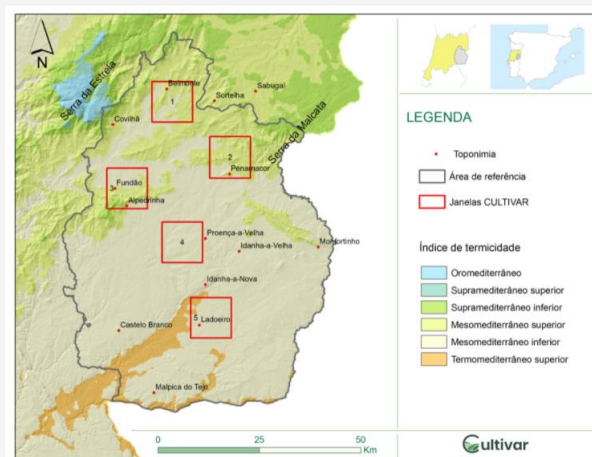 N
Serra da Estrela
Serra da Malcata
Belmonte
1
Sabugal
Sortelha
Covilhã
2
Penamacor
3
Fundão
Alpedrinha
4
Proença-a-Velha
Idanha-a-Velha
Monfortinho
Idanha-a-Nova
5
Ladoeiro
Castelo Branco
Malpica do Tejo
LEGENDA
Toponimia
Área de referência
Janelas CULTIVAR
Índice de termicidade
Oromediterrâneo
Supramediterrâneo superior
Supramediterrâneo inferior
Mesomediterrâneo superior
Mesomediterrâneo inferior
Termomediterrâneo superior
0 25 50
Km
Cultivar